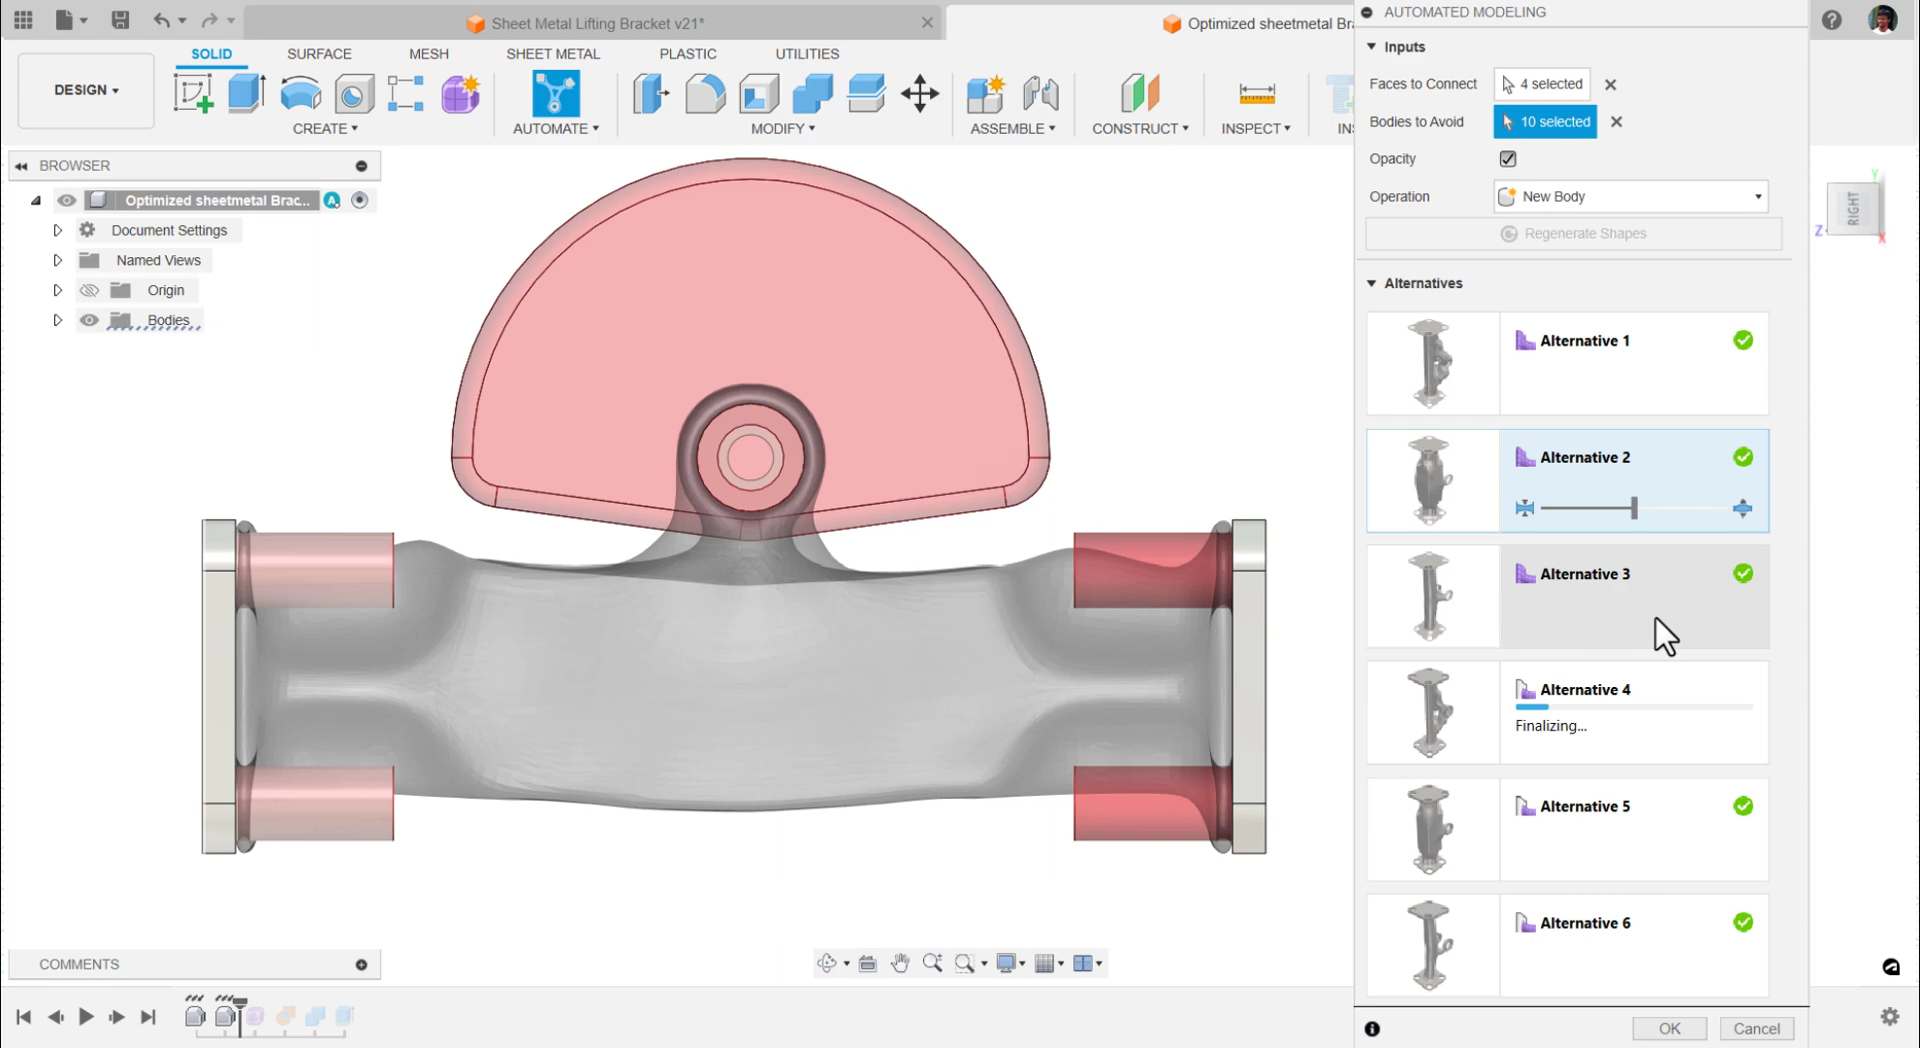 Sheet Metal Lifting Bracket v21*
Optimized sheetmetal Bra
AUTOMATED MODELING
DESIGN
SOLID
SURFACE
MESH
SHEET METAL
PLASTIC
UTILITIES
CREATE
AUTOMATE
MODIFY
ASSEMBLE
CONSTRUCT
INSPECT
INS
BROWSER
Optimized sheetmetal Brac...
Document Settings
Named Views
Origin
Bodies
Inputs
Faces to Connect
4 selected
Bodies to Avoid
10 selected
Opacity
Operation
New Body
Regenerate Shapes
Alternatives
Alternative 1
Alternative 2
Alternative 3
Alternative 4
Finalizing...
Alternative 5
Alternative 6
OK
Cancel
Y
RIGHT
Z
X
COMMENTS